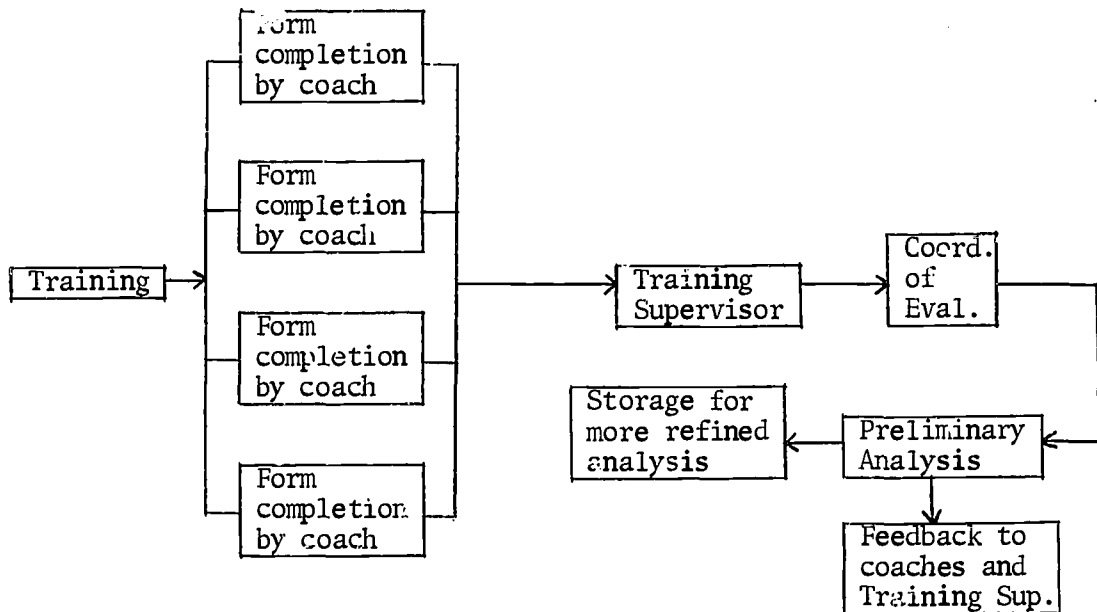 Form
completion
by coach
Form
completion
by coach
Training
Form
completion
by coach
Form
completion
by coach
Training
Supervisor
Coord.
of
Eval.
Storage for
more refined
analysis
Preliminary
Analysis
Feedback to
coaches and
Training Sup.